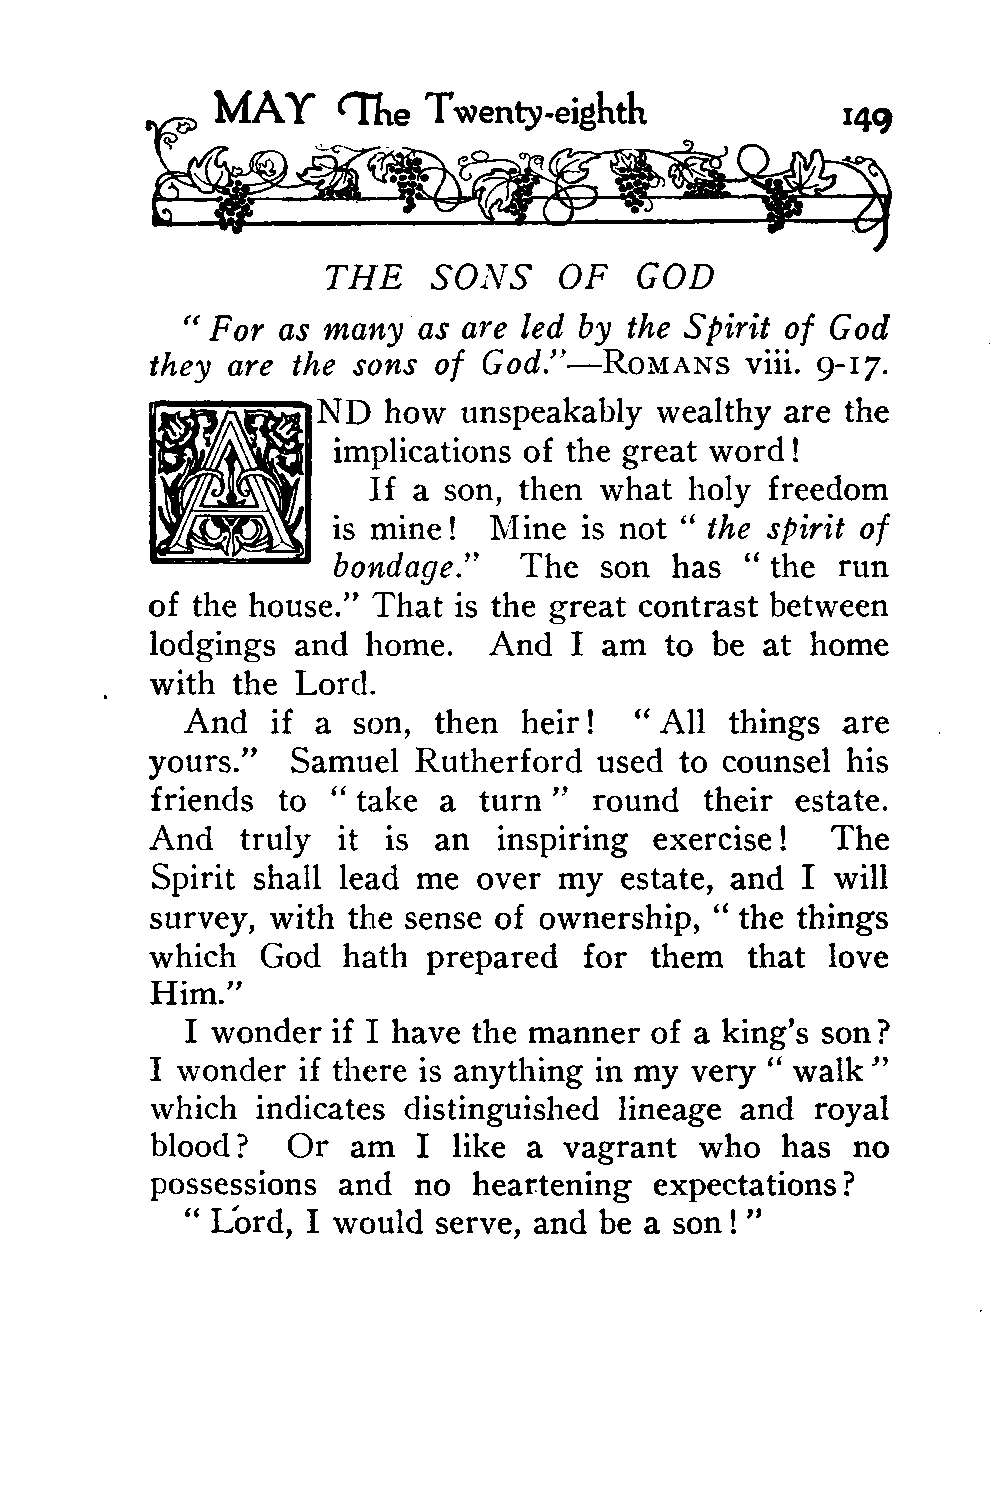 MAY The Twenty-eighth 149
THE SONS OF GOD
" For as many as are led by the Spirit of God
they are the sons of God."—ROMANS viii. 9-17.
AND how unspeakably wealthy are the
implications of the great word!
If a son, then what holy freedom
is mine! Mine is not " the spirit of
bondage." The son has " the run
of the house." That is the great contrast between
lodgings and home. And I am to be at home
with the Lord.
And if a son, then heir! " All things are
yours." Samuel Rutherford used to counsel his
friends to " take a turn " round their estate.
And truly it is an inspiring exercise! The
Spirit shall lead me over my estate, and I will
survey, with the sense of ownership, " the things
which God hath prepared for them that love
Him."
I wonder if I have the manner of a king's son?
I wonder if there is anything in my very " walk "
which indicates distinguished lineage and royal
blood? Or am I like a vagrant who has no
possessions and no heartening expectations?
" Lord, I would serve, and be a son! "